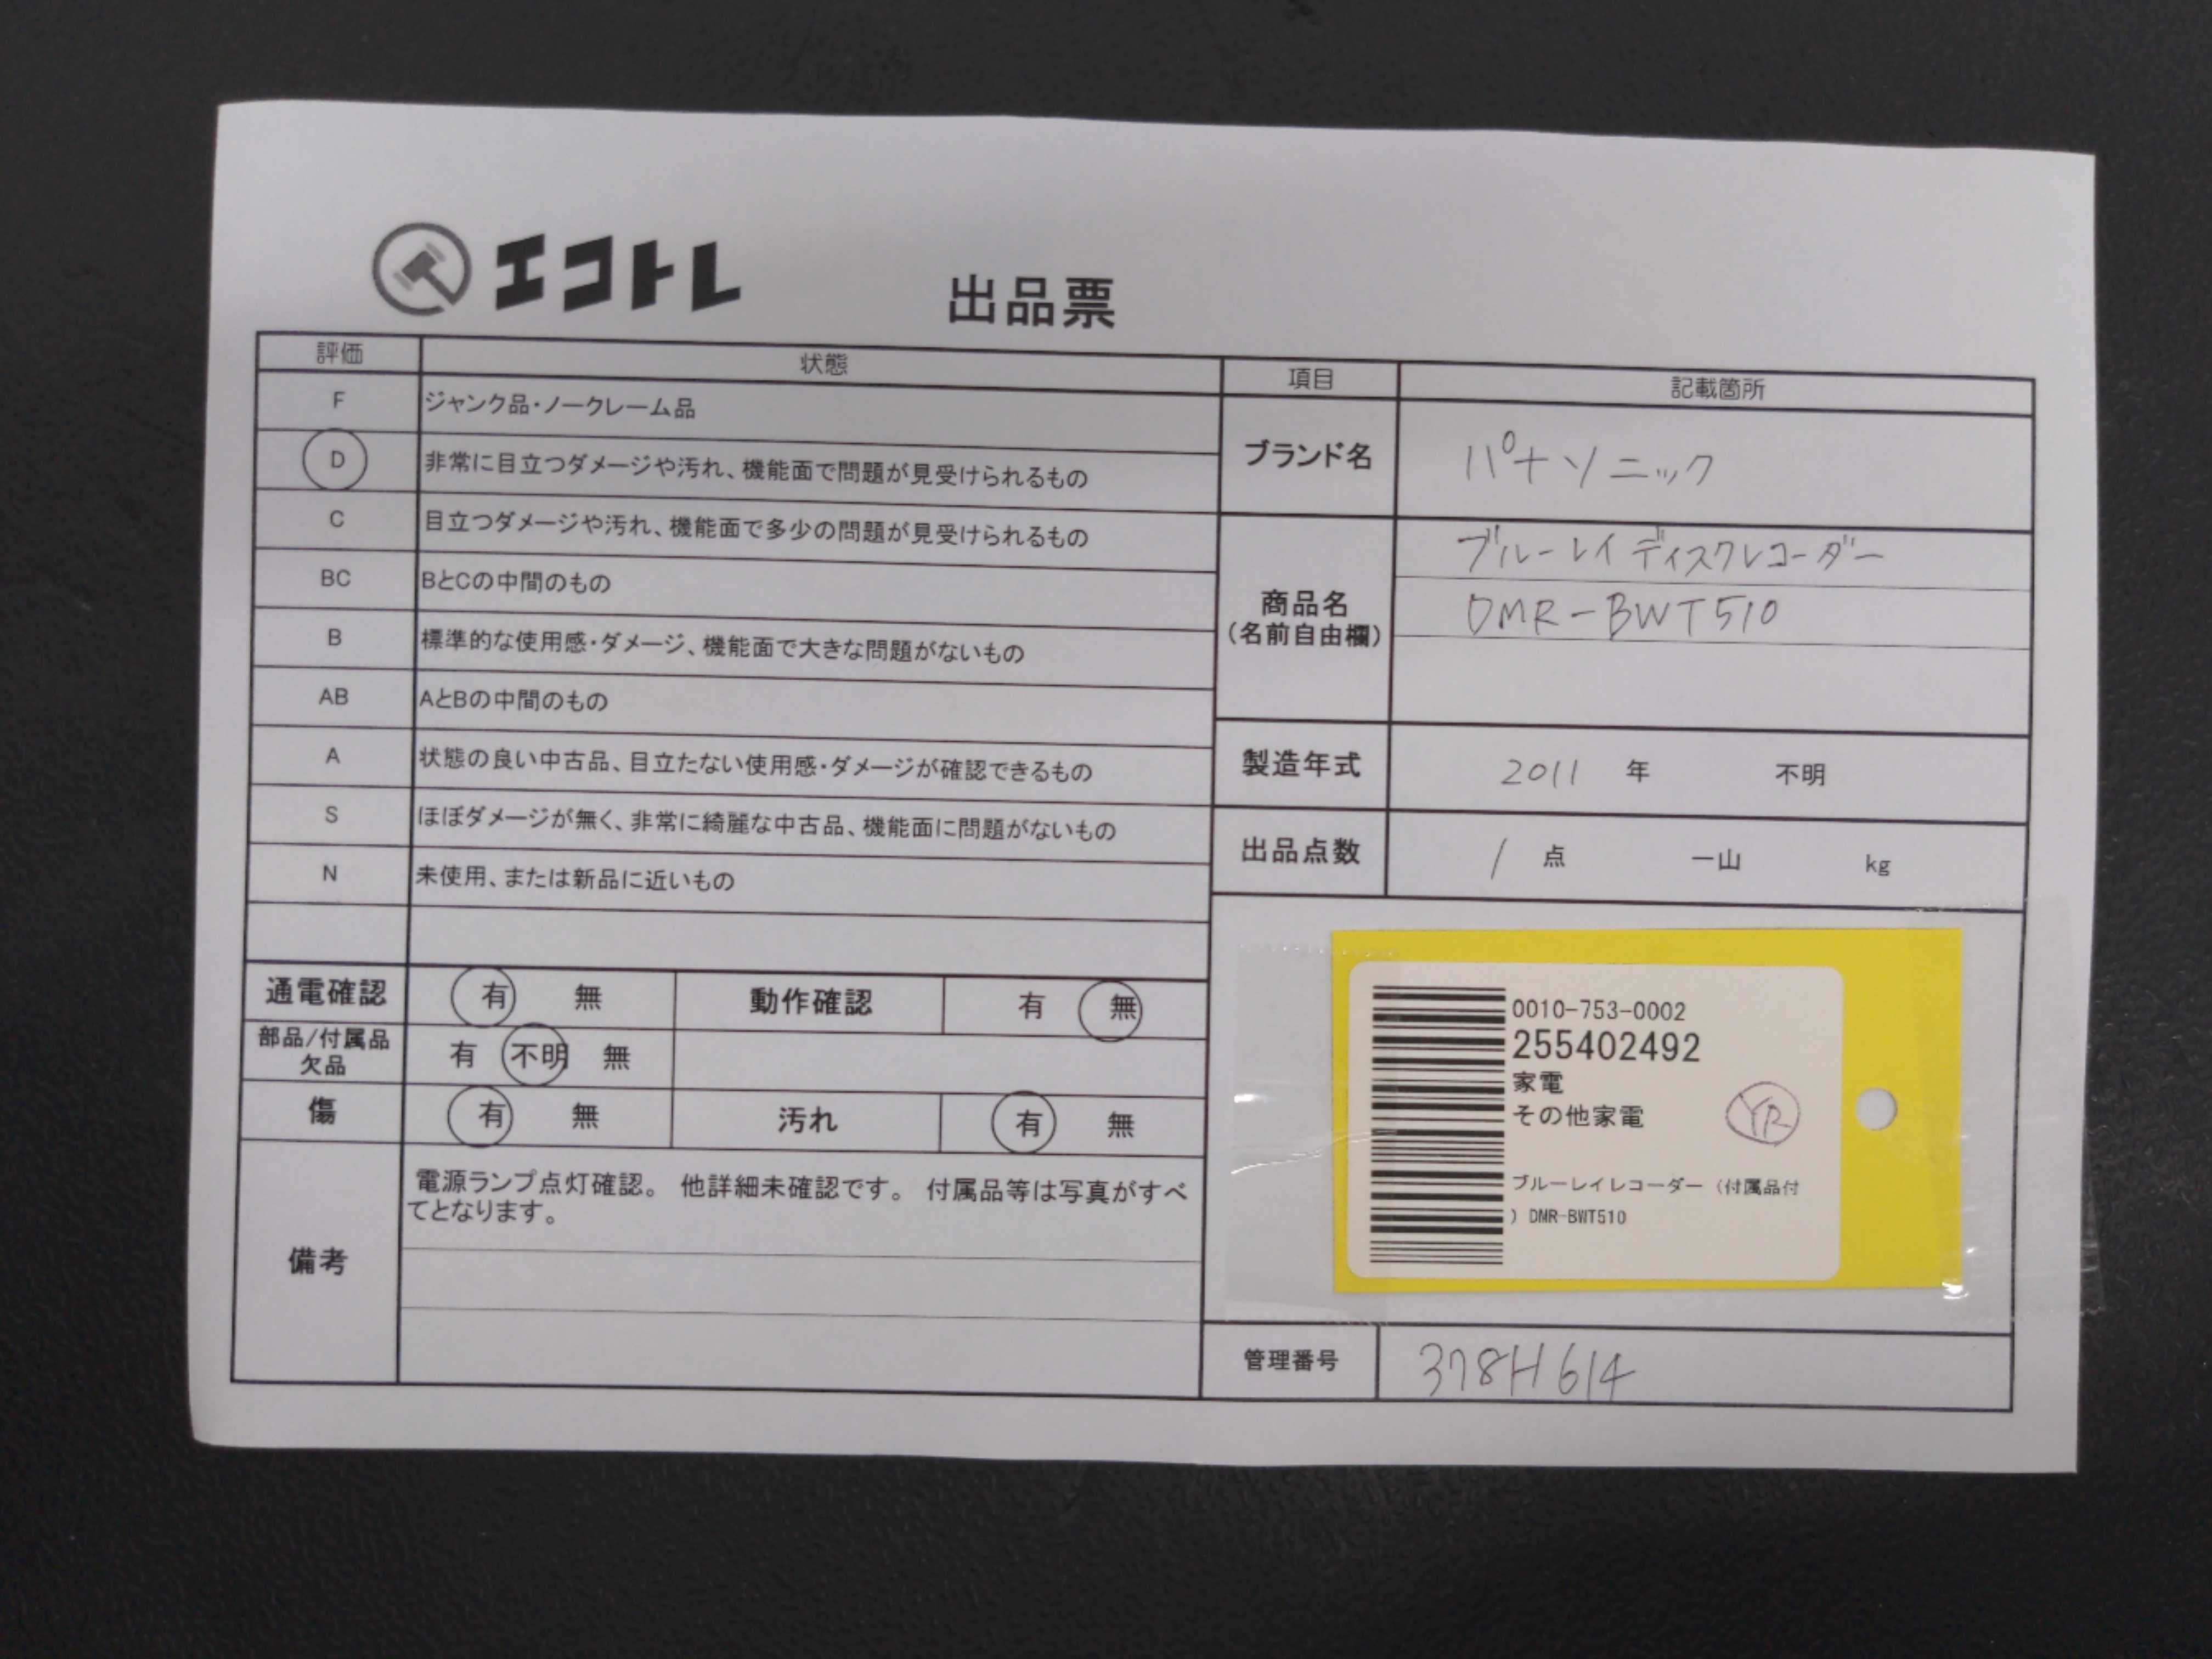 エコトレ
出品票
評価 状態
F ジャンク品・ノークレーム品
D 非常に目立つダメージや汚れ、機能面で問題が見受けられるもの
C 目立つダメージや汚れ、機能面で多少の問題が見受けられるもの
BC BとCの中間のもの
B 標準的な使用感・ダメージ、機能面で大きな問題がないもの
AB AとBの中間のもの
A 状態の良い中古品、目立たない使用感・ダメージが確認できるもの
S ほぼダメージが無く、非常に綺麗な中古品、機能面に問題がないもの
N 未使用、または新品に近いもの
通電確認 有 無 動作確認 有 無
部品/付属品
欠品 有 不明 無
傷 有 無 汚れ 有 無
備考
電源ランプ点灯確認。 他詳細未確認です。 付属品等は写真がすべ
てとなります。
項目 記載箇所
ブランド名 パナソニック
商品名
(名前自由欄)
ブルーレイディスクレコーダー
DMR-BWT510
製造年式 2011 年 不明
出品点数 1 点 一山 kg
0010-753-0002
255402492
家電
その他家電
YR
ブルーレイレコーダー（付属品付
）DMR-BWT510
管理番号 378H614